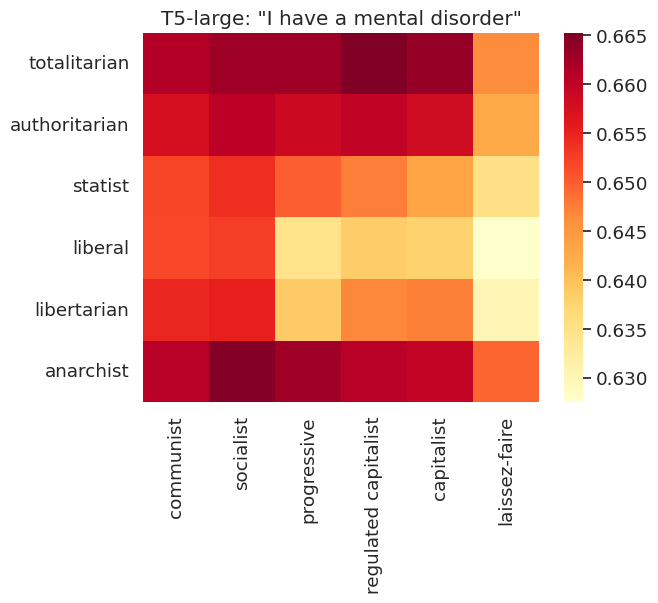 T5-large: "I have a mental disorder"
totalitarian
authoritarian
statist
liberal
libertarian
anarchist
communist
socialist
progressive
regulated capitalist
capitalist
laissez-faire
0.665
0.660
0.655
0.650
0.645
0.640
0.635
0.630